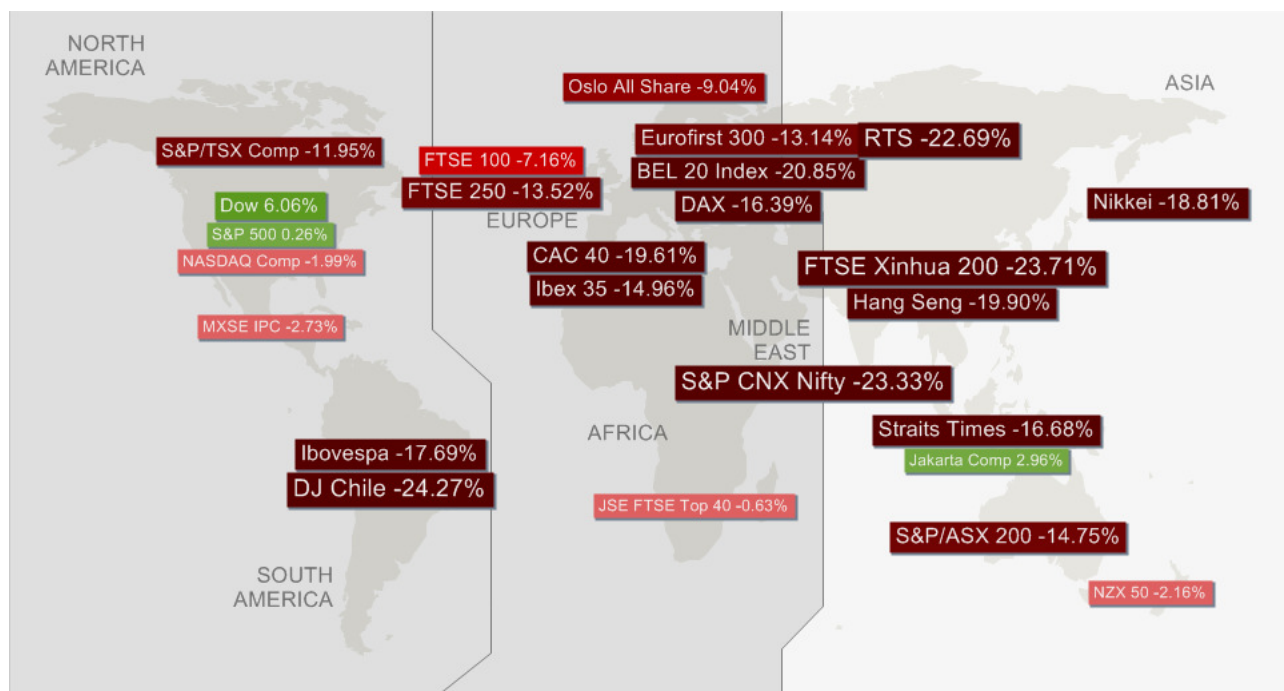 NORTH
AMERICA
S&P/TSX Comp -11.95%
Dow 6.06%
S&P 500 0.26%
NASDAQ Comp -1.99%
MXSE IPC -2.73%
Ibovespa -17.69%
DJ Chile -24.27%
SOUTH
AMERICA
Oslo All Share -9.04%
Eurofirst 300 -13.14%
RTS -22.69%
FTSE 100 -7.16%
BEL 20 Index -20.85%
FTSE 250 -13.52%
DAX -16.39%
EUROPE
CAC 40 -19.61%
Ibex 35 -14.96%
MIDDLE
EAST
S&P CNX Nifty -23.33%
AFRICA
JSE FTSE Top 40 -0.63%
ASIA
Nikkei -18.81%
FTSE Xinhua 200 -23.71%
Hang Seng -19.90%
Straits Times -16.68%
Jakarta Comp 2.96%
S&P/ASX 200 -14.75%
NZX 50 -2.16%